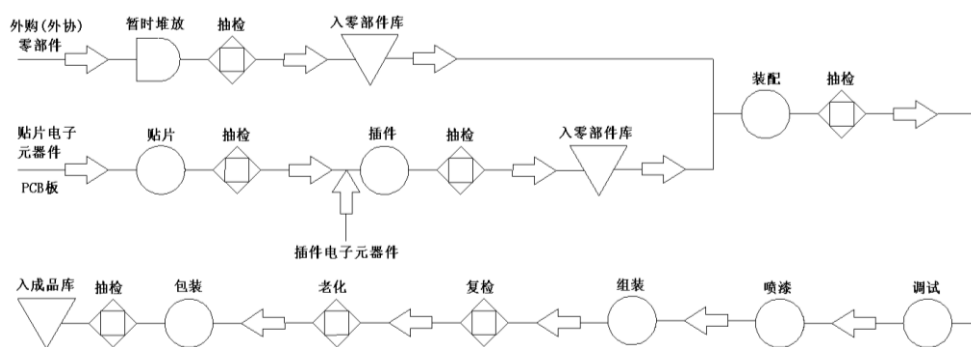 外购(外协)
零部件
暂时堆放
抽检
入零部件库
装配
抽检
贴片电子
元器件
PCB板
贴片
抽检
插件
抽检
入零部件库
插件电子元器件
入成品库
抽检
包装
老化
复检
组装
喷漆
调试